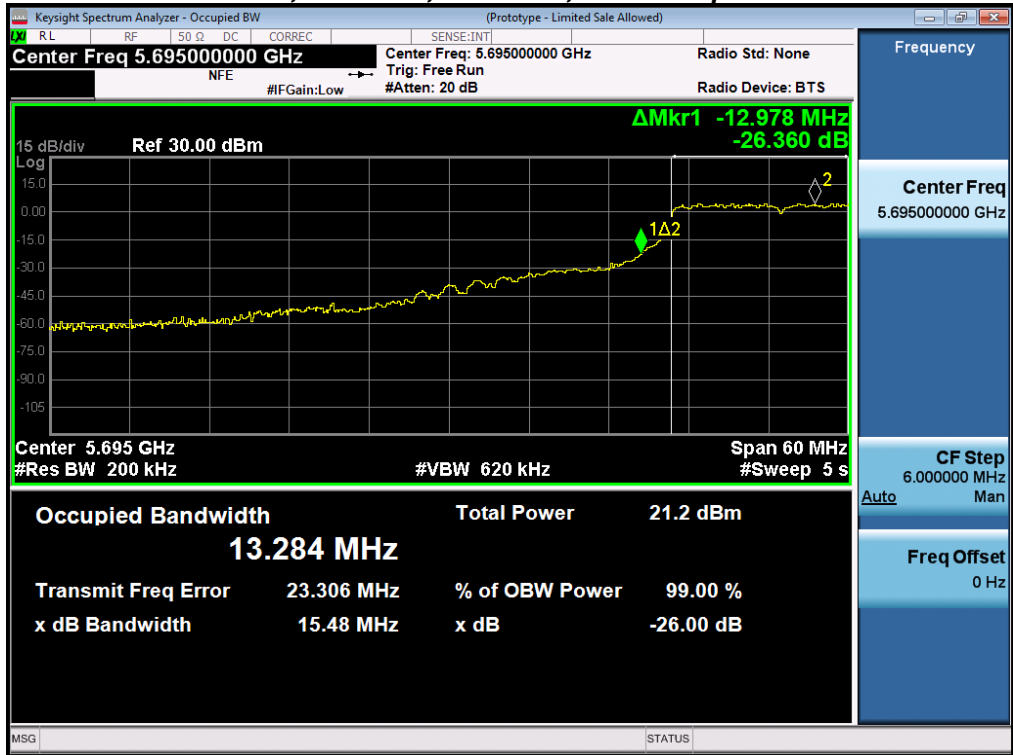 Keysight Spectrum Analyzer - Occupied BW
(Prototype - Limited Sale Allowed)
LXI RL RF 50 Ω DC CORREC SENSE:INT
Center Freq 5.695000000 GHz
NFE
#IFGain:Low
Center Freq: 5.695000000 GHz
Trig: Free Run
#Atten: 20 dB
Radio Std: None
Radio Device: BTS
ΔMkr1 -12.978 MHz
-26.360 dB
15 dB/div Ref 30.00 dBm
Log
15.0
0.00
-15.0
-30.0
-45.0
-60.0
-75.0
-90.0
-105
2
1Δ2
Center 5.695 GHz
Span 60 MHz
#Res BW 200 kHz
#VBW 620 kHz
#Sweep 5 s
Occupied Bandwidth
13.284 MHz
Total Power 21.2 dBm
Transmit Freq Error 23.306 MHz
% of OBW Power 99.00 %
x dB Bandwidth 15.48 MHz
x dB -26.00 dB
Frequency
Center Freq
5.695000000 GHz
CF Step
6.000000 MHz
Auto Man
Freq Offset
0 Hz
MSG
STATUS